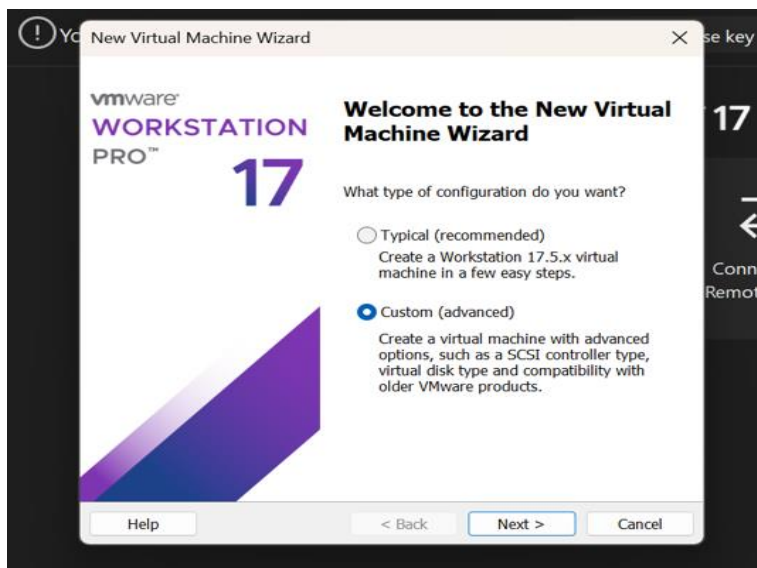 Yo
New Virtual Machine Wizard
se key
vmware
WORKSTATION
PRO™
17
Welcome to the New Virtual
Machine Wizard
17
What type of configuration do you want?
Typical (recommended)
Create a Workstation 17.5.x virtual
machine in a few easy steps.
Conn
Remot
Custom (advanced)
Create a virtual machine with advanced
options, such as a SCSI controller type,
virtual disk type and compatibility with
older VMware products.
Help
< Back
Next >
Cancel